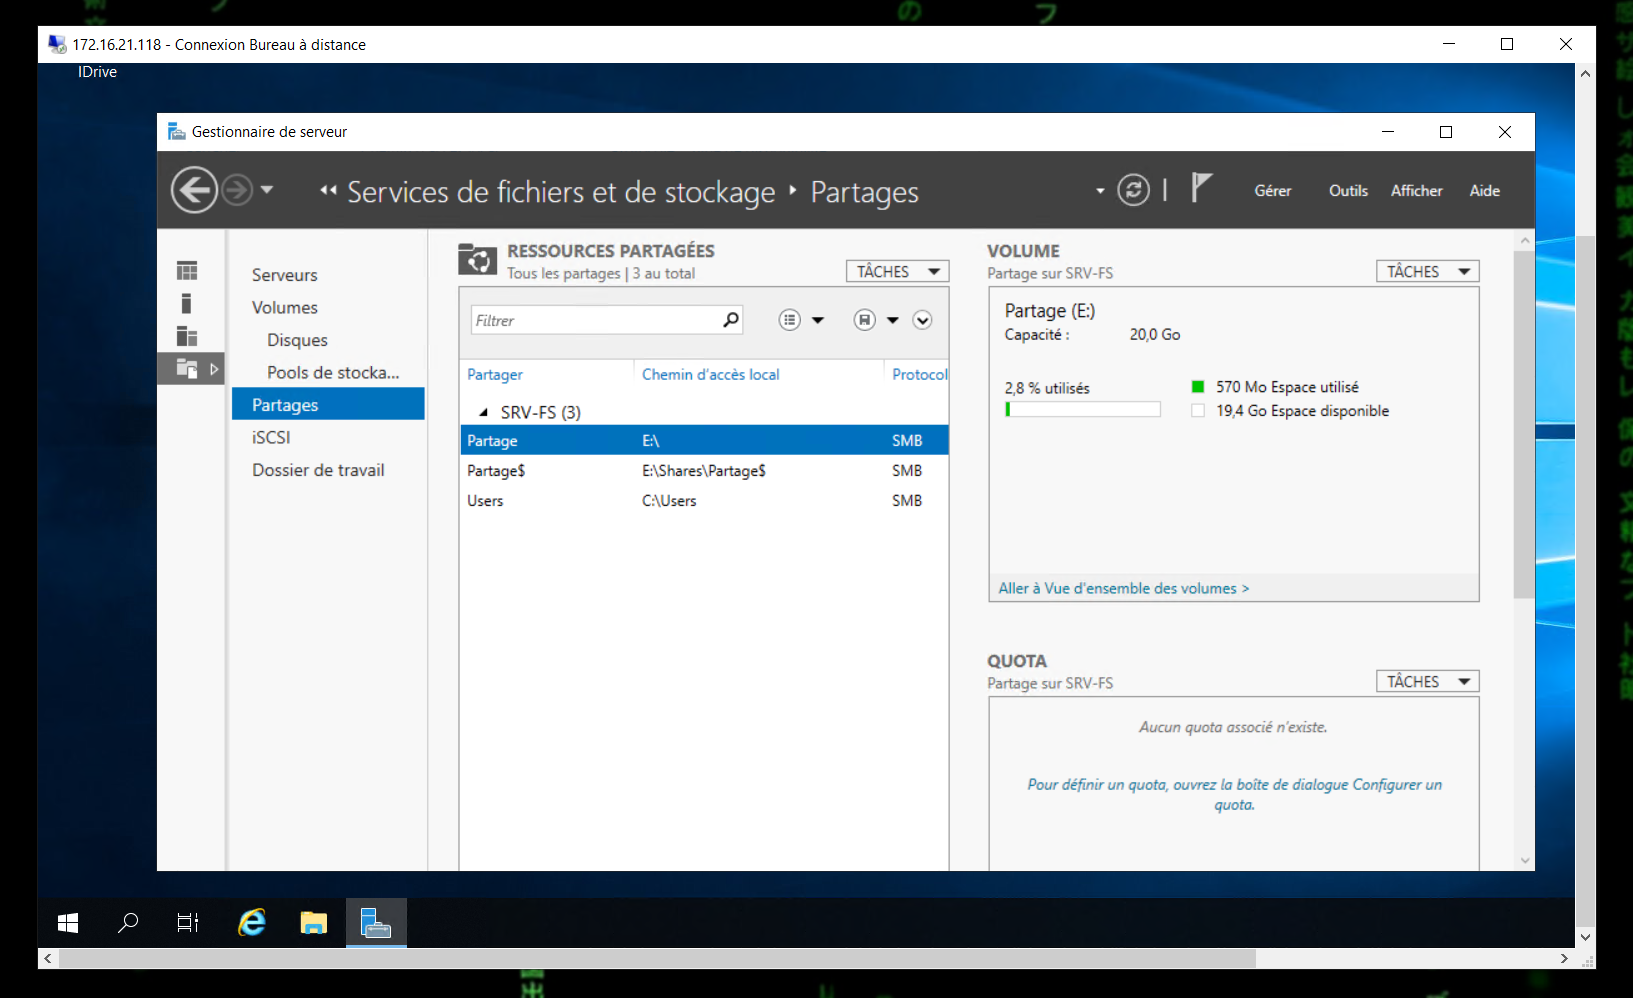 172.16.21.118 - Connexion Bureau à distance
IDrive
Gestionnaire de serveur
Services de fichiers et de stockage
Partages
Gérer
Outils
Afficher
Aide
Serveurs
Volumes
Disques
Pools de stocka...
Partages
iSCSI
Dossier de travail
RESSOURCES PARTAGÉES
Tous les partages | 3 au total
TÂCHES
Filtrer
Partager Chemin d'accès local Protocol
SRV-FS (3)
Partage E:\ SMB
Partage$ E:\Shares\Partage$ SMB
Users C:\Users SMB
VOLUME
Partage sur SRV-FS
TÂCHES
Partage (E:)
Capacité : 20,0 Go
2,8 % utilisés
570 Mo Espace utilisé
19,4 Go Espace disponible
Aller à Vue d'ensemble des volumes >
QUOTA
Partage sur SRV-FS
TÂCHES
Aucun quota associé n'existe.
Pour définir un quota, ouvrez la boîte de dialogue Configurer un
quota.